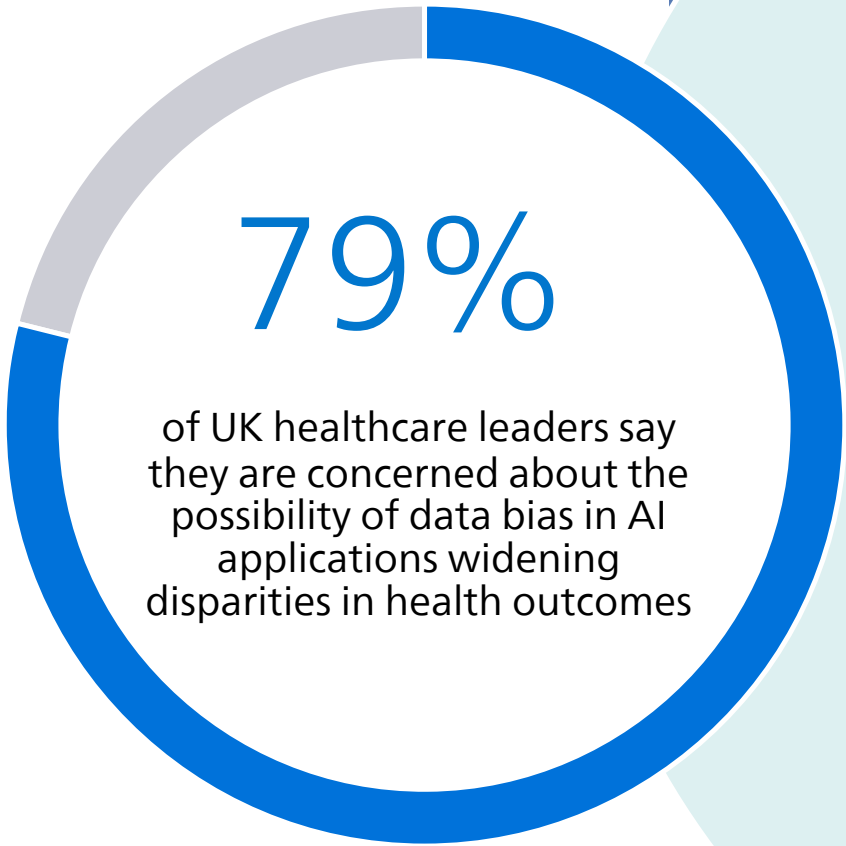 79%
of UK healthcare leaders say
they are concerned about the
possibility of data bias in AI
applications widening
disparities in health outcomes